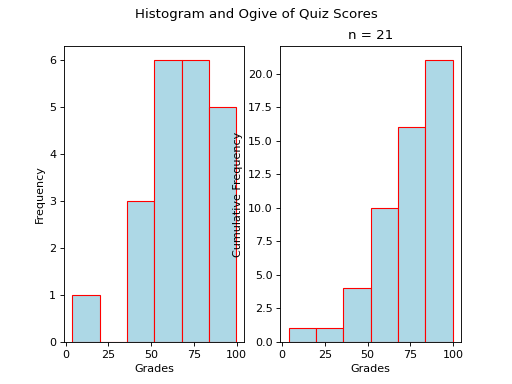 Histogram and Ogive of Quiz Scores
n = 21
6
5
4
3
2
1
0
Frequency
0 25 50 75 100
Grades
20.0
17.5
15.0
12.5
10.0
7.5
5.0
2.5
0.0
Cumulative Frequency
0 25 50 75 100
Grades